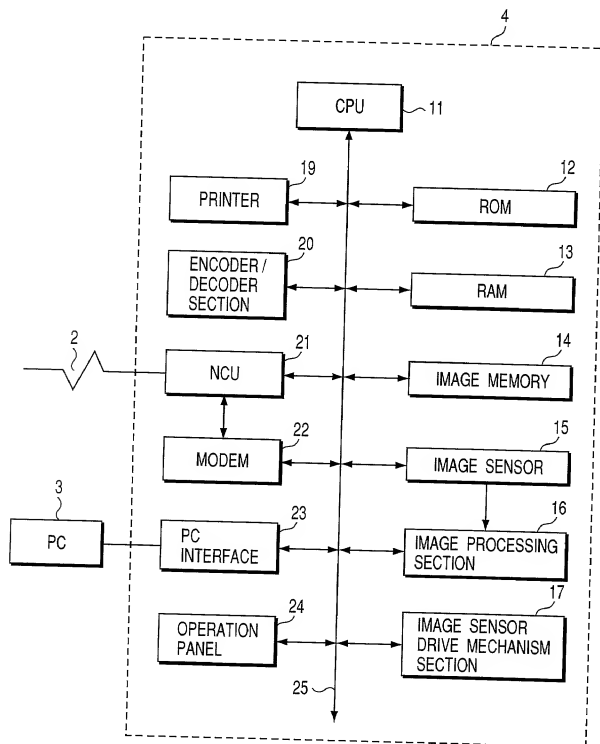 4
CPU
11
19
PRINTER
12
ROM
20
ENCODER/
DECODER
SECTION
13
RAM
2
21
NCU
14
IMAGE MEMORY
22
MODEM
15
IMAGE SENSOR
3
PC
23
PC
INTERFACE
16
IMAGE PROCESSING
SECTION
24
OPERATION
PANEL
17
IMAGE SENSOR
DRIVE MECHANISM
SECTION
25